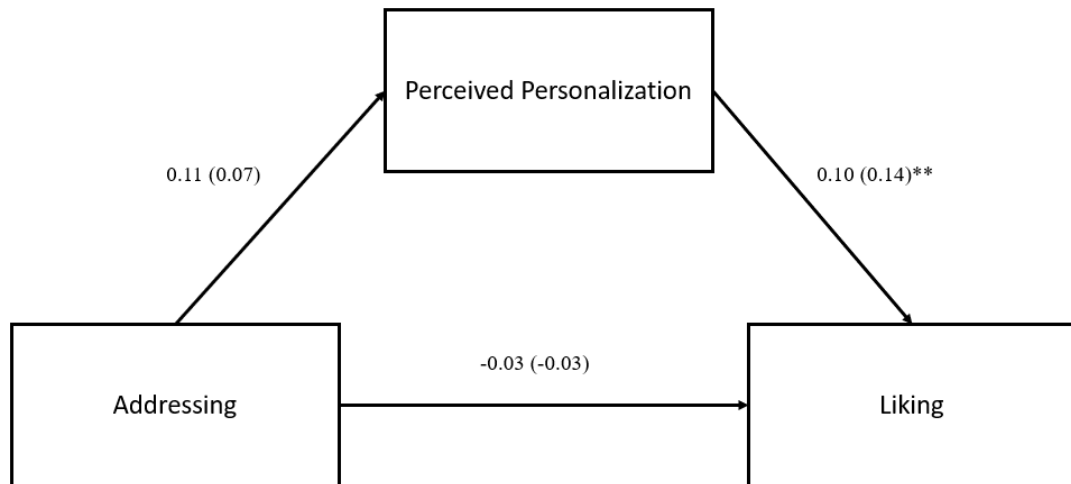 Perceived Personalization
0.11 (0.07)
0.10 (0.14)**
-0.03 (-0.03)
Addressing
Liking